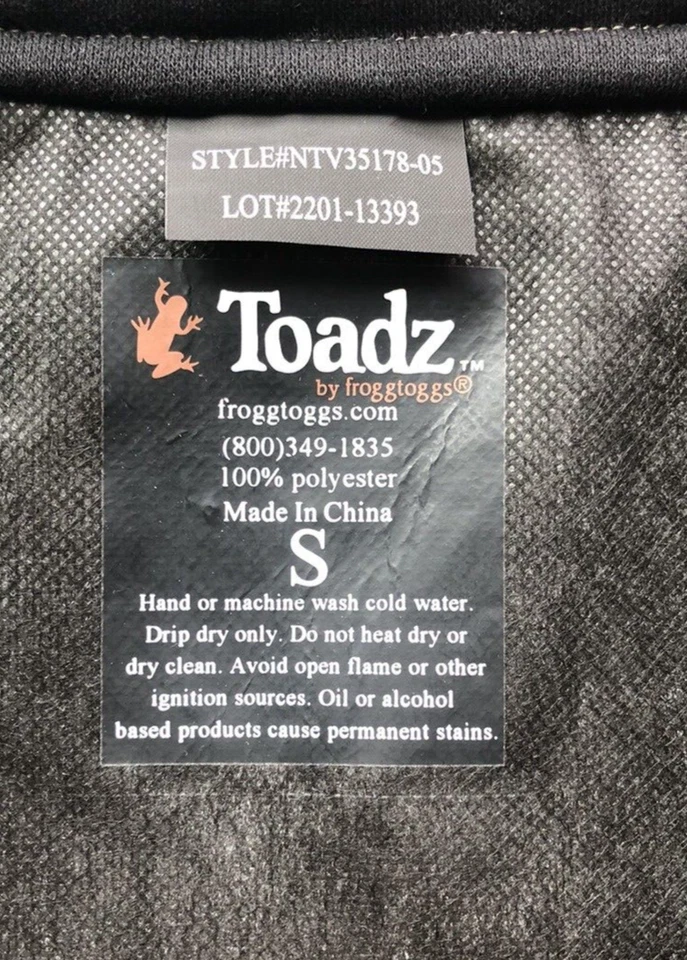 STYLE#NTV35178-05
LOT#2201-13393
Toadz™
by froggtoggs®
froggtoggs.com
(800)349-1835
100% polyester
Made In China
S
Hand or machine wash cold water.
Drip dry only. Do not heat dry or
dry clean. Avoid open flame or other
ignition sources. Oil or alcohol
based products cause permanent stains.